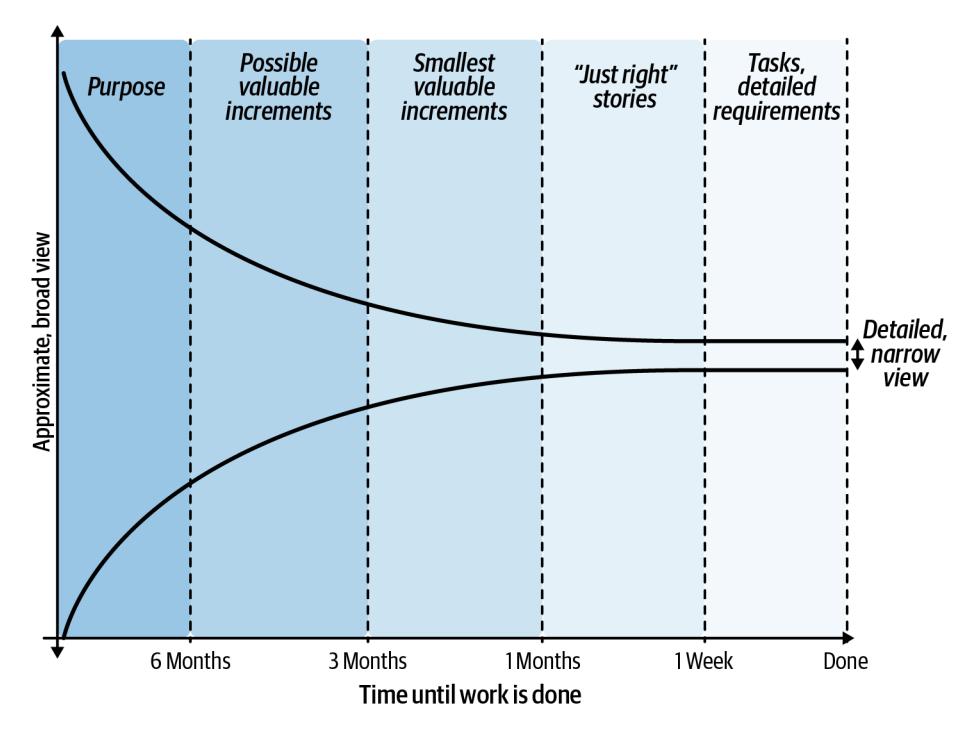 Purpose
Possible
valuable
increments
Smallest
valuable
increments
“Just right”
stories
Tasks,
detailed
requirements
Approximate, broad view
Detailed,
narrow
view
6 Months
3 Months
1 Months
1 Week
Done
Time until work is done